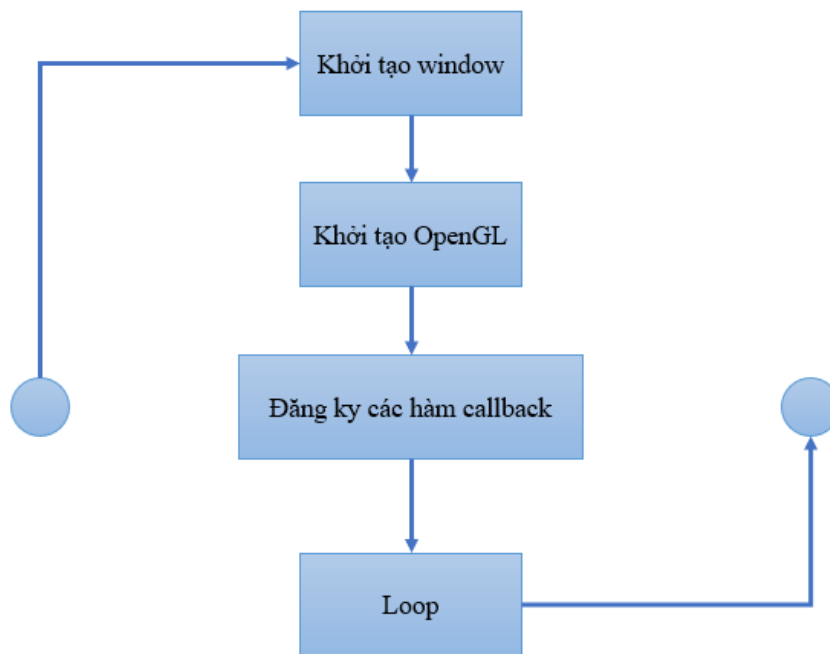 Khởi tạo window
Khởi tạo OpenGL
Đăng ky các hàm callback
Loop